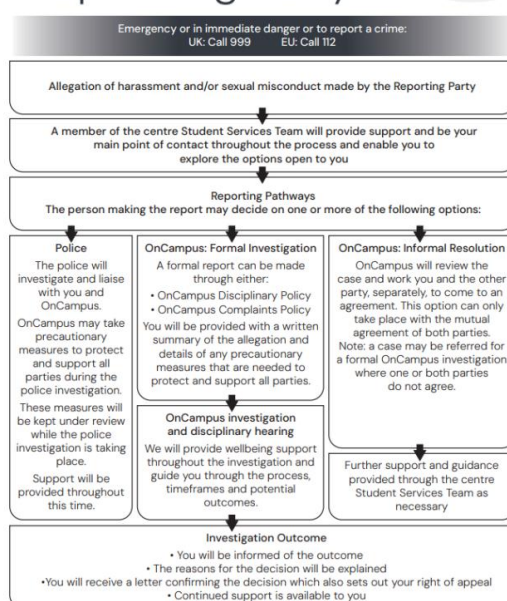 Emergency or in immediate danger or to report a crime:
UK: Call 999 EU: Call 112
Allegation of harassment and/or sexual misconduct made by the Reporting Party
A member of the centre Student Services Team will provide support and be your
main point of contact throughout the process and enable you to
explore the options open to you
Reporting Pathways
The person making the report may decide on one or more of the following options:
Police
The police will
investigate and liaise
with you and
OnCampus.
OnCampus may take
precautionary
measures to protect
and support all
parties during the
police investigation.
These measures will
be kept under review
while the police
investigation is taking
place.
Support will be
provided throughout
this time.
OnCampus: Formal Investigation
A formal report can be made
through either:
• OnCampus Disciplinary Policy
• OnCampus Complaints Policy
You will be provided with a written
summary of the allegation and
details of any precautionary
measures that are needed to
protect and support all parties.
OnCampus investigation
and disciplinary hearing
We will provide wellbeing support
throughout the investigation and
guide you through the process,
timeframes and potential
outcomes.
OnCampus: Informal Resolution
OnCampus will review the
case and work you and the other
party, separately, to come to an
agreement. This option can only
take place with the mutual
agreement of both parties.
Note: a case may be referred for
a formal OnCampus investigation
where one or both parties
do not agree.
Further support and guidance
provided through the centre
Student Services Team as
necessary
Investigation Outcome
• You will be informed of the outcome
• The reasons for the decision will be explained
•You will receive a letter confirming the decision which also sets out your right of appeal
• Continued support is available to you